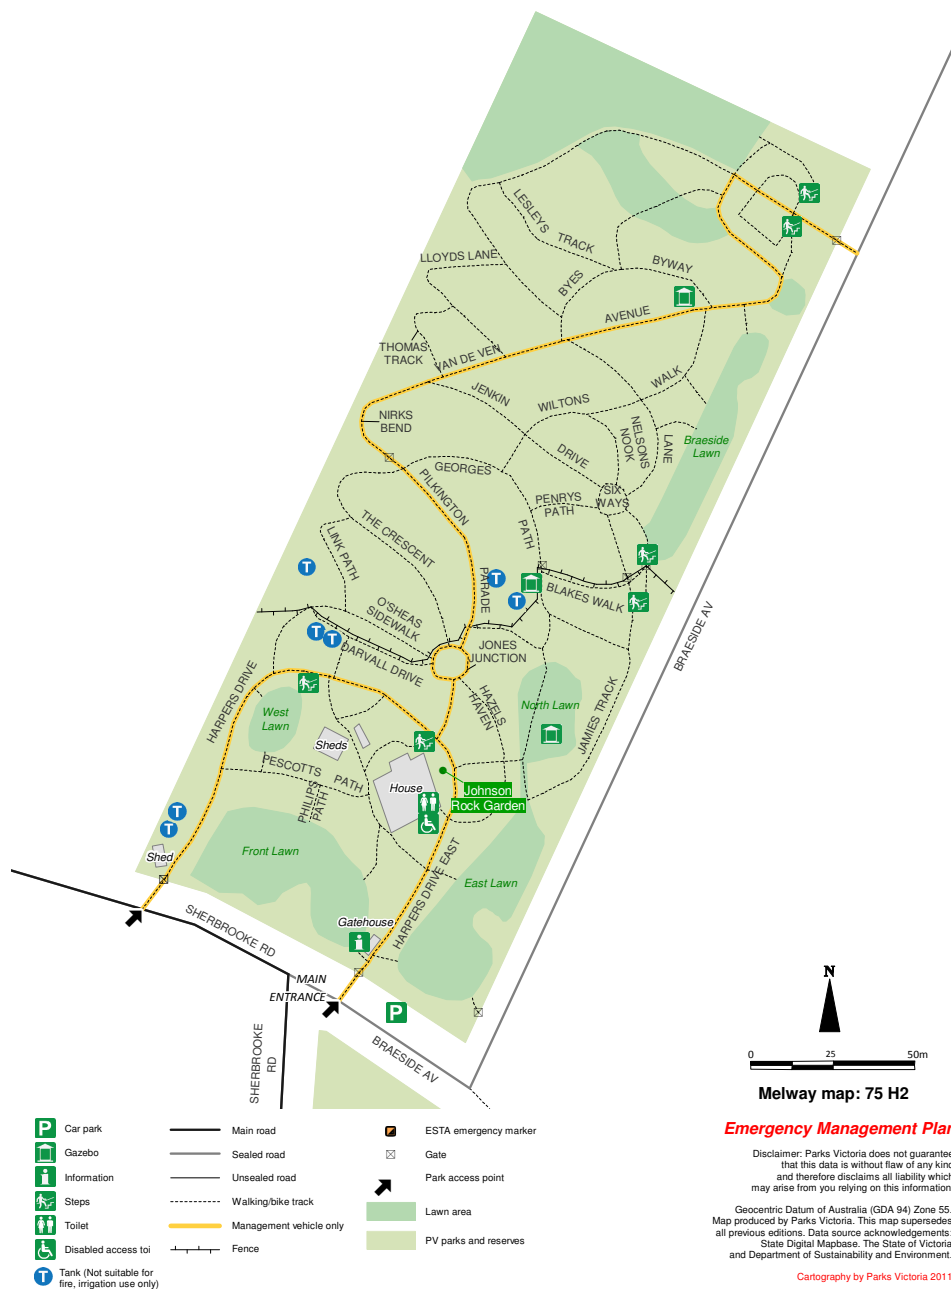 LESLEYS
TRACK
LLOYDS LANE
BYES
BYWAY
AVENUE
THOMAS
TRACK
VAN DE VEN
JENKIN
WILTONS
WALK
NIRKS
BEND
NELSONS
NOOK
LANE
Braeside
Lawn
GEORGES
DRIVE
PILKINGTON
SIX
WAYS
PENRYS
PATH
PATH
THE CRESCENT
LINK PATH
T
T
T
PARADE
BLAKES WALK
O'SHEAS
SIDEWALK
T
T
BRAESIDE AV
JONES
JUNCTION
DARVALL DRIVE
HARPERS DRIVE
HAZELS
HAVEN
JAMIES TRACK
North Lawn
West
Lawn
Sheds
PESCOTTS
PATH
PHILIPS
PATH
House
Johnson
Rock Garden
T
T
Shed
Front Lawn
East Lawn
HARPERS DRIVE EAST
Gatehouse
SHERBROOKE RD
MAIN
ENTRANCE
P
SHERBROOKE
RD
BRAESIDE AV
N
0 25 50m
Melway map: 75 H2
P Car park
Gazebo
Information
Steps
Toilet
Disabled access toi
T Tank (Not suitable for
fire, irrigation use only)
Main road
Sealed road
Unsealed road
Walking/bike track
Management vehicle only
Fence
ESTA emergency marker
Gate
Park access point
Lawn area
PV parks and reserves
Emergency Management Plan
Disclaimer: Parks Victoria does not guarantee
that this data is without flaw of any kind
and therefore disclaims all liability which
may arise from you relying on this information.
Geocentric Datum of Australia (GDA 94) Zone 55.
Map produced by Parks Victoria. This map supersedes
all previous editions. Data source acknowledgements:
State Digital Mapbase. The State of Victoria
and Department of Sustainability and Environment.
Cartography by Parks Victoria 2011